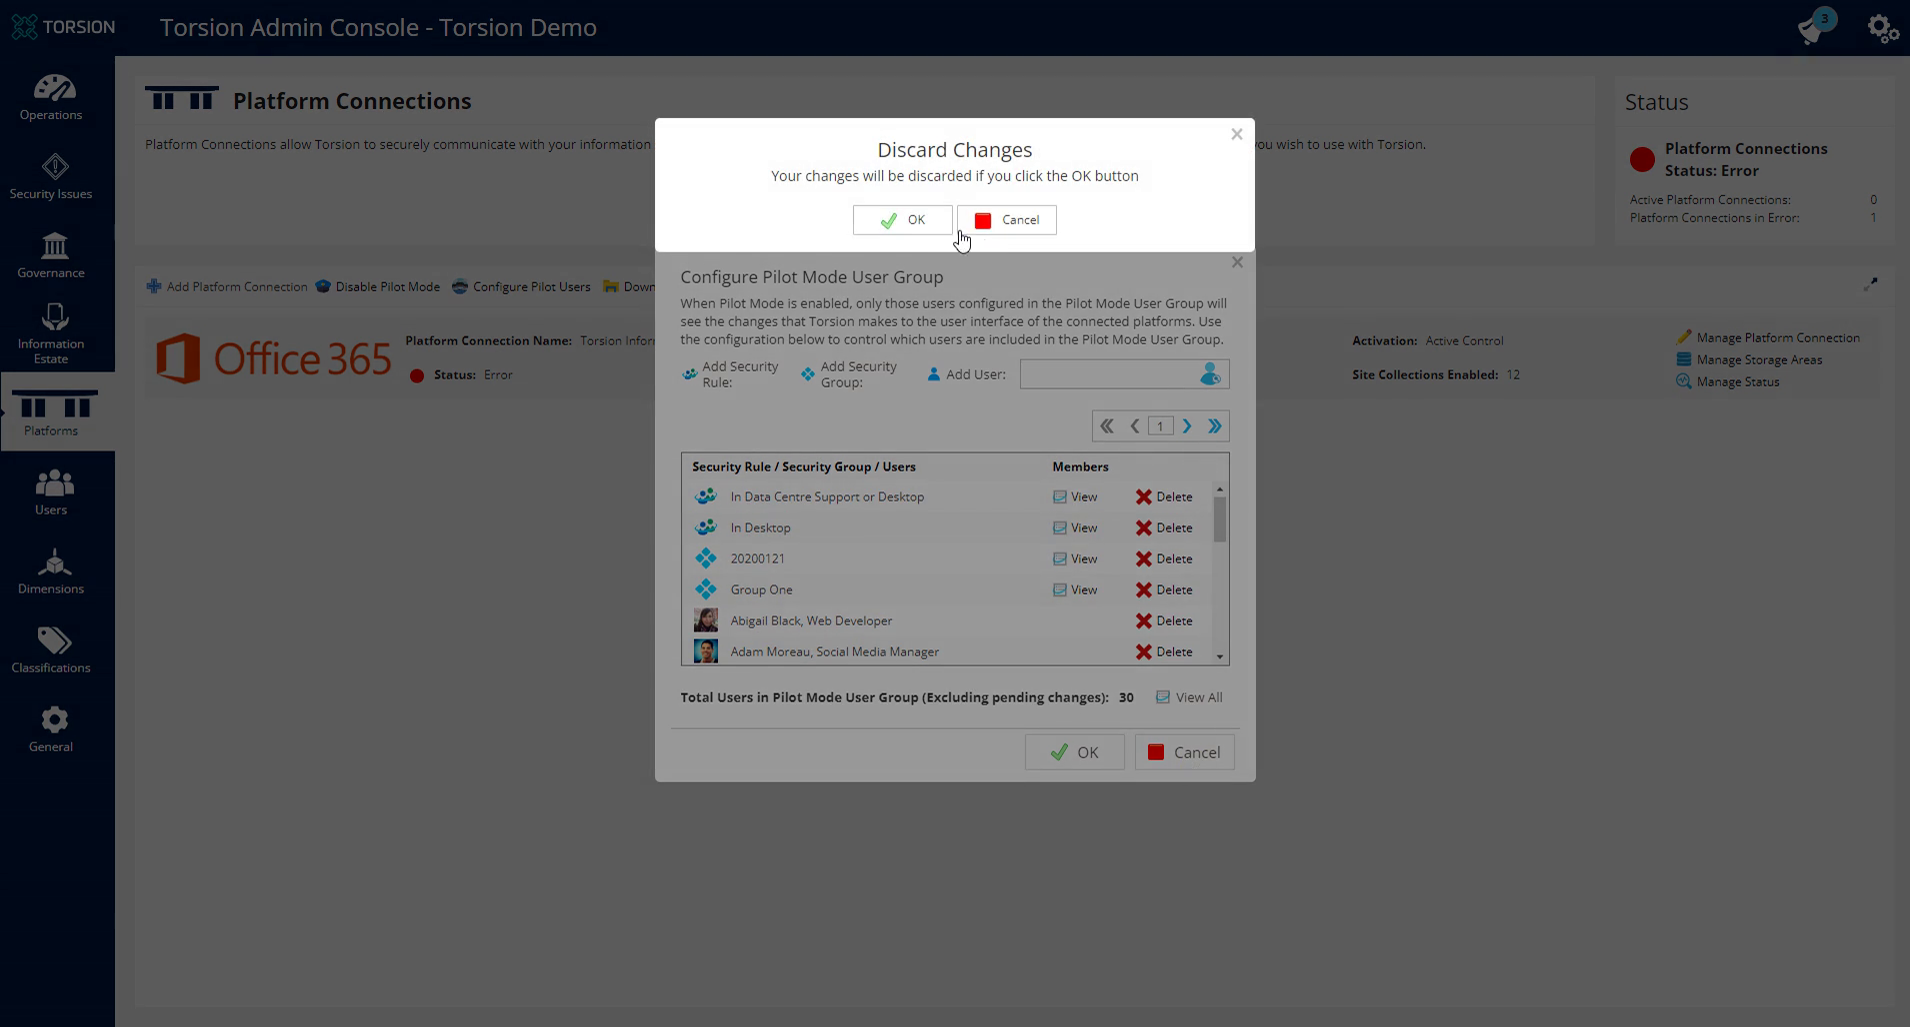 TORSION
Torsion Admin Console - Torsion Demo
3
Operations
Security Issues
Governance
Information
Estate
Platforms
Users
Dimensions
Classifications
General
Platform Connections
Platform Connections allow Torsion to securely communicate with your information
you wish to use with Torsion.
Status
Platform Connections
Status: Error
Active Platform Connections: 0
Platform Connections in Error: 1
Discard Changes
Your changes will be discarded if you click the OK button
OK
Cancel
Add Platform Connection
Disable Pilot Mode
Configure Pilot Users
Down
Office 365
Platform Connection Name: Torsion Infor
Status: Error
Activation: Active Control
Site Collections Enabled: 12
Manage Platform Connection
Manage Storage Areas
Manage Status
Configure Pilot Mode User Group
When Pilot Mode is enabled, only those users configured in the Pilot Mode User Group will
see the changes that Torsion makes to the user interface of the connected platforms. Use
the configuration below to control which users are included in the Pilot Mode User Group.
Add Security
Rule:
Add Security
Group:
Add User:
1
Security Rule / Security Group / Users Members
In Data Centre Support or Desktop View Delete
In Desktop View Delete
20200121 View Delete
Group One View Delete
Abigail Black, Web Developer Delete
Adam Moreau, Social Media Manager Delete
Total Users in Pilot Mode User Group (Excluding pending changes): 30 View All
OK
Cancel